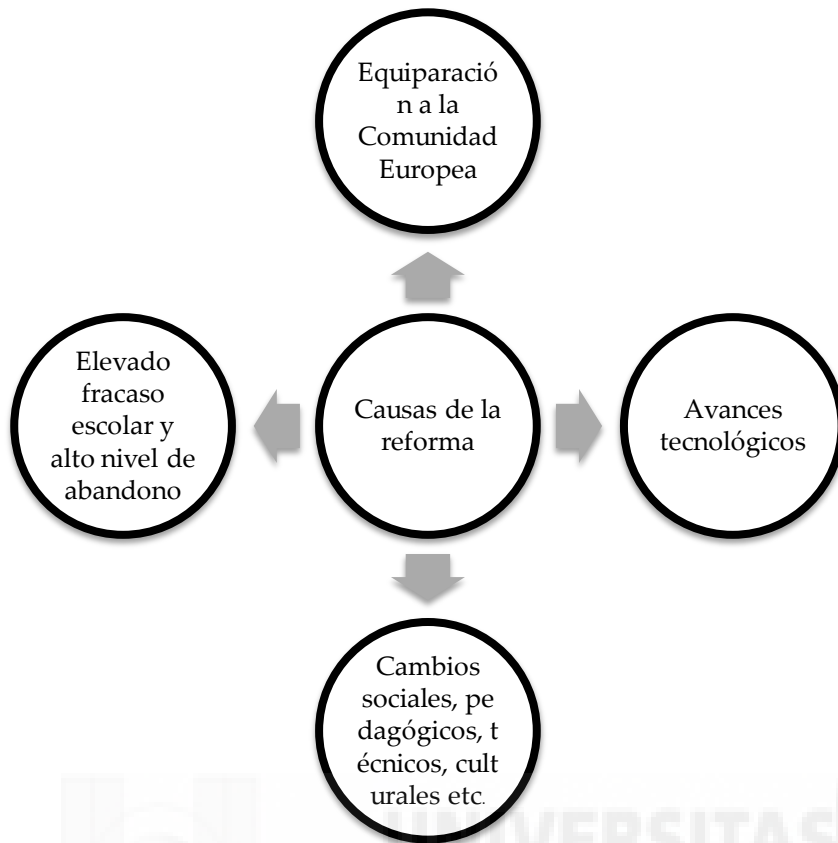 Equiparació
n a la
Comunidad
Europea
Elevado
fracaso
escolar y
alto nivel de
abandono
Causas de la
reforma
Avances
tecnológicos
Cambios
sociales, pe
dagógicos, t
écnicos, cult
urales etc.
UNIVERSITAS